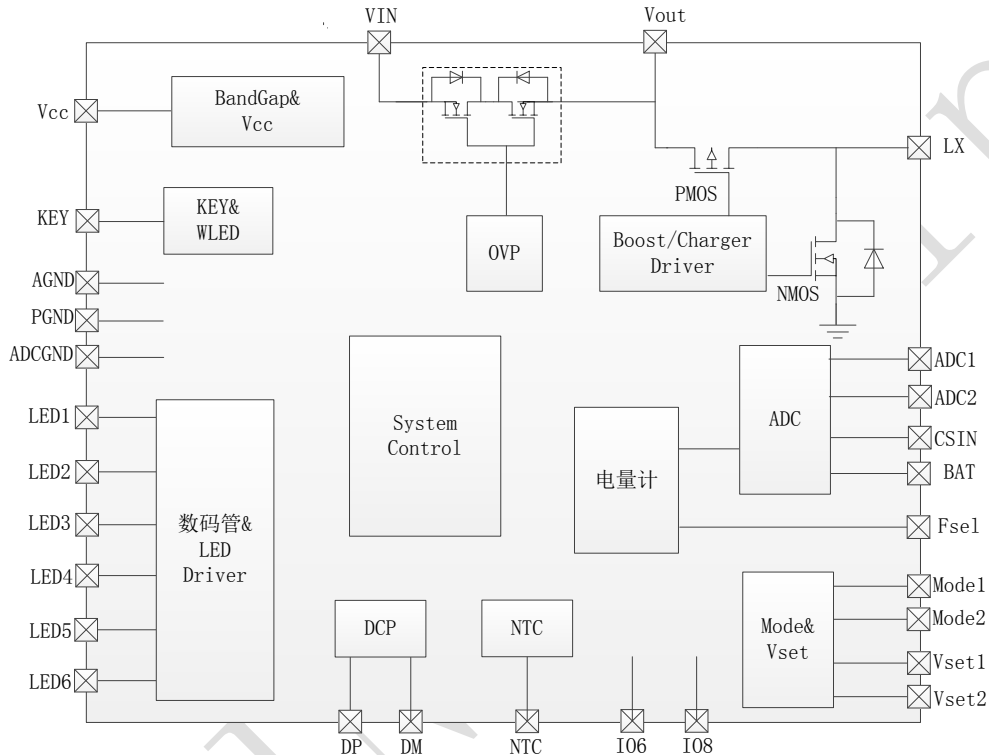 VIN
Vout
Vcc
BandGap&
Vcc
LX
PMOS
KEY
KEY&
WLED
OVP
Boost/Charger
Driver
NMOS
AGND
PGND
ADCGND
ADC1
ADC2
CSIN
BAT
ADC
System
Control
电量计
Fsel
LED1
LED2
LED3
LED4
LED5
LED6
数码管&
LED
Driver
DCP
NTC
Mode&
Vset
Mode1
Mode2
Vset1
Vset2
DP
DM
NTC
IO6
IO8